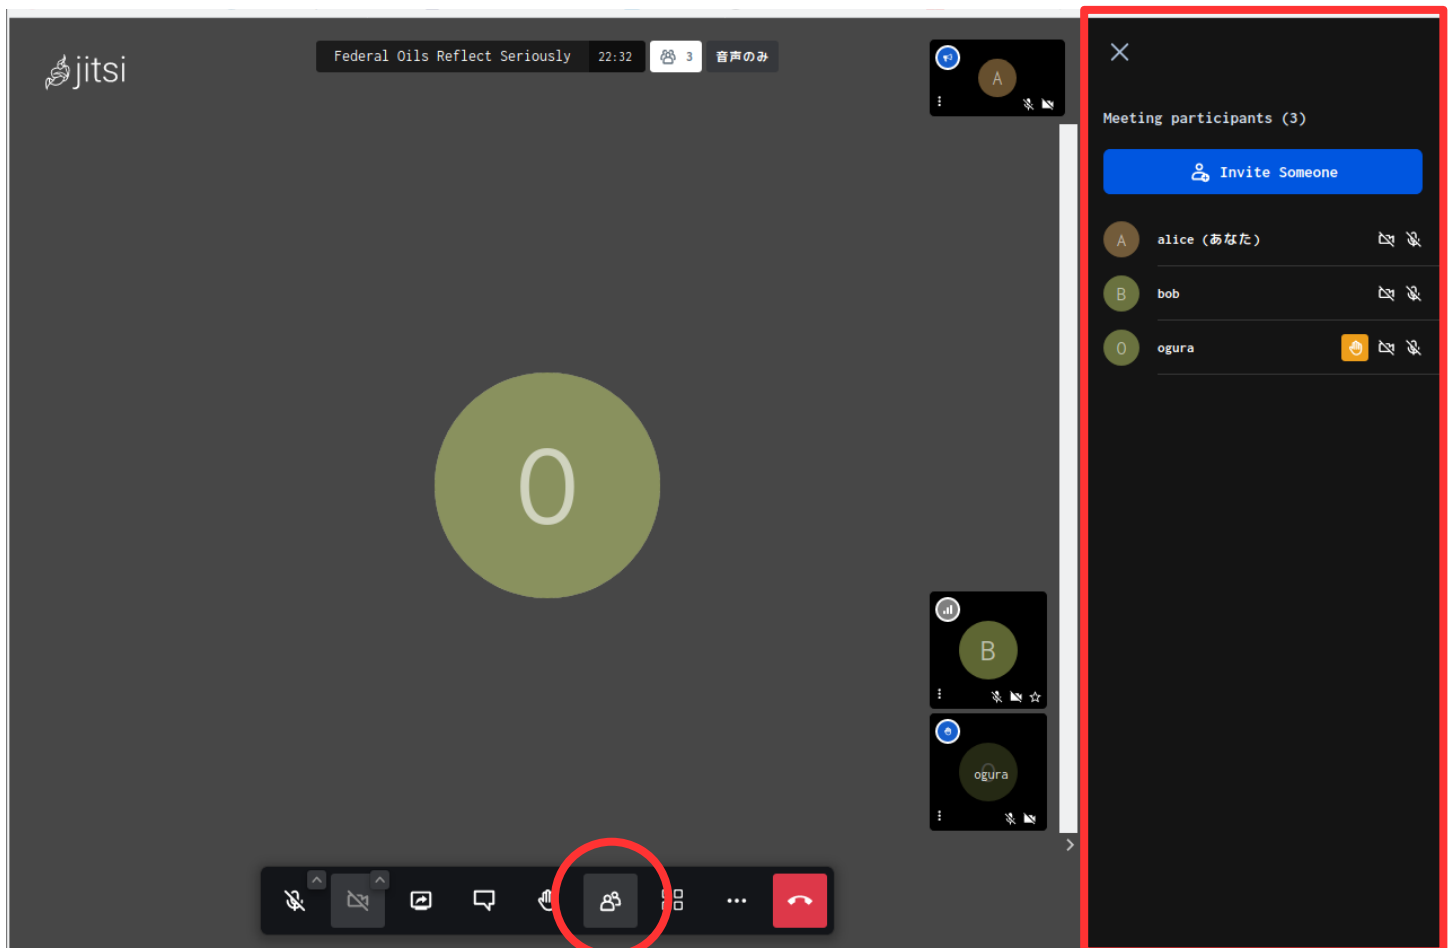 jitsi
Federal Oils Reflect Seriously 22:32 3 音声のみ
A
O
B
ogura
Meeting participants (3)
Invite Someone
A alice (あなた)
B bob
O ogura